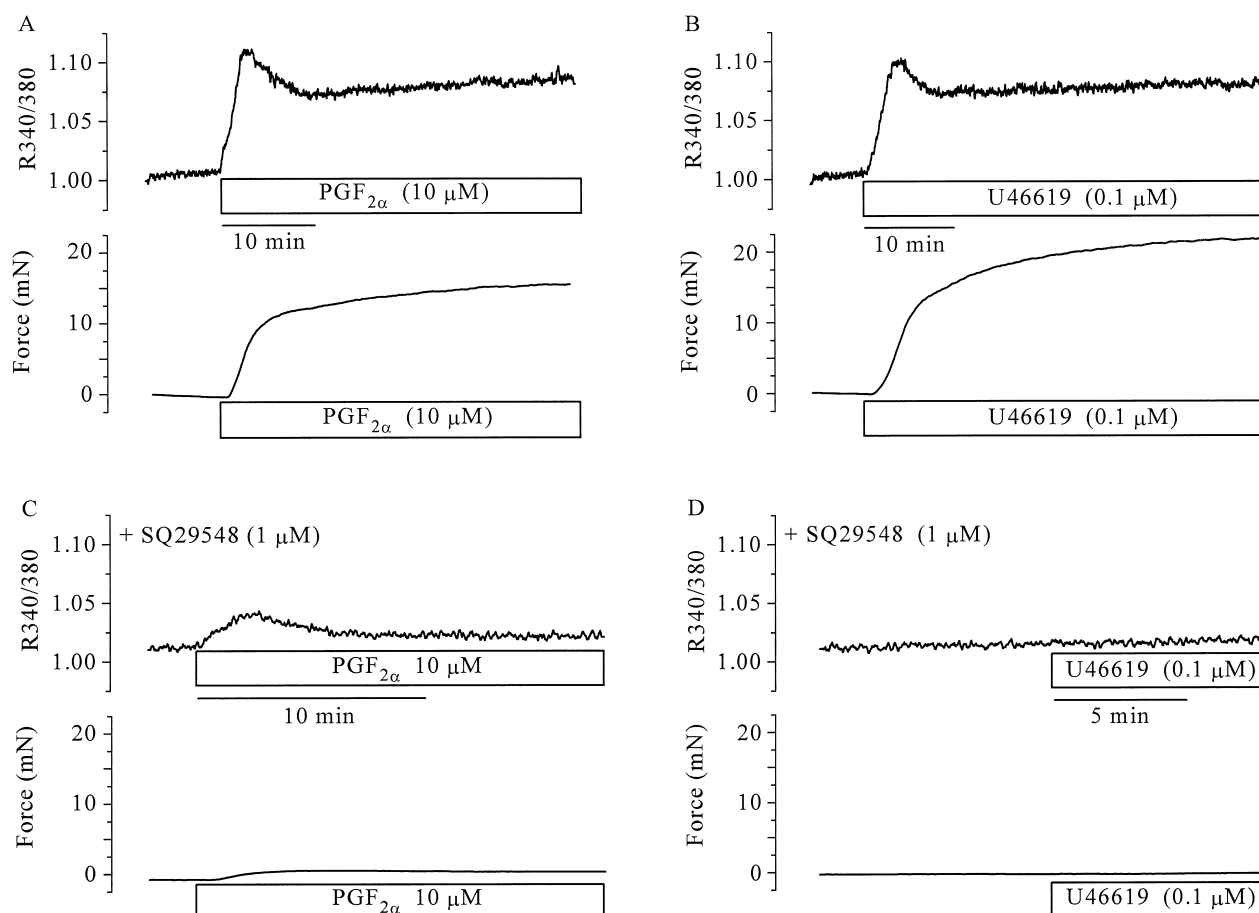 A
R340/380
1.10
1.05
1.00
PGF2α (10 μM)
10 min
Force (mN)
20
10
0
PGF2α (10 μM)
B
R340/380
1.10
1.05
1.00
U46619 (0.1 μM)
10 min
Force (mN)
20
10
0
U46619 (0.1 μM)
C
+ SQ29548 (1 μM)
R340/380
1.10
1.05
1.00
PGF2α 10 μM
10 min
Force (mN)
20
10
0
PGF2α 10 μM
D
+ SQ29548 (1 μM)
R340/380
1.10
1.05
1.00
U46619 (0.1 μM)
5 min
Force (mN)
20
10
0
U46619 (0.1 μM)